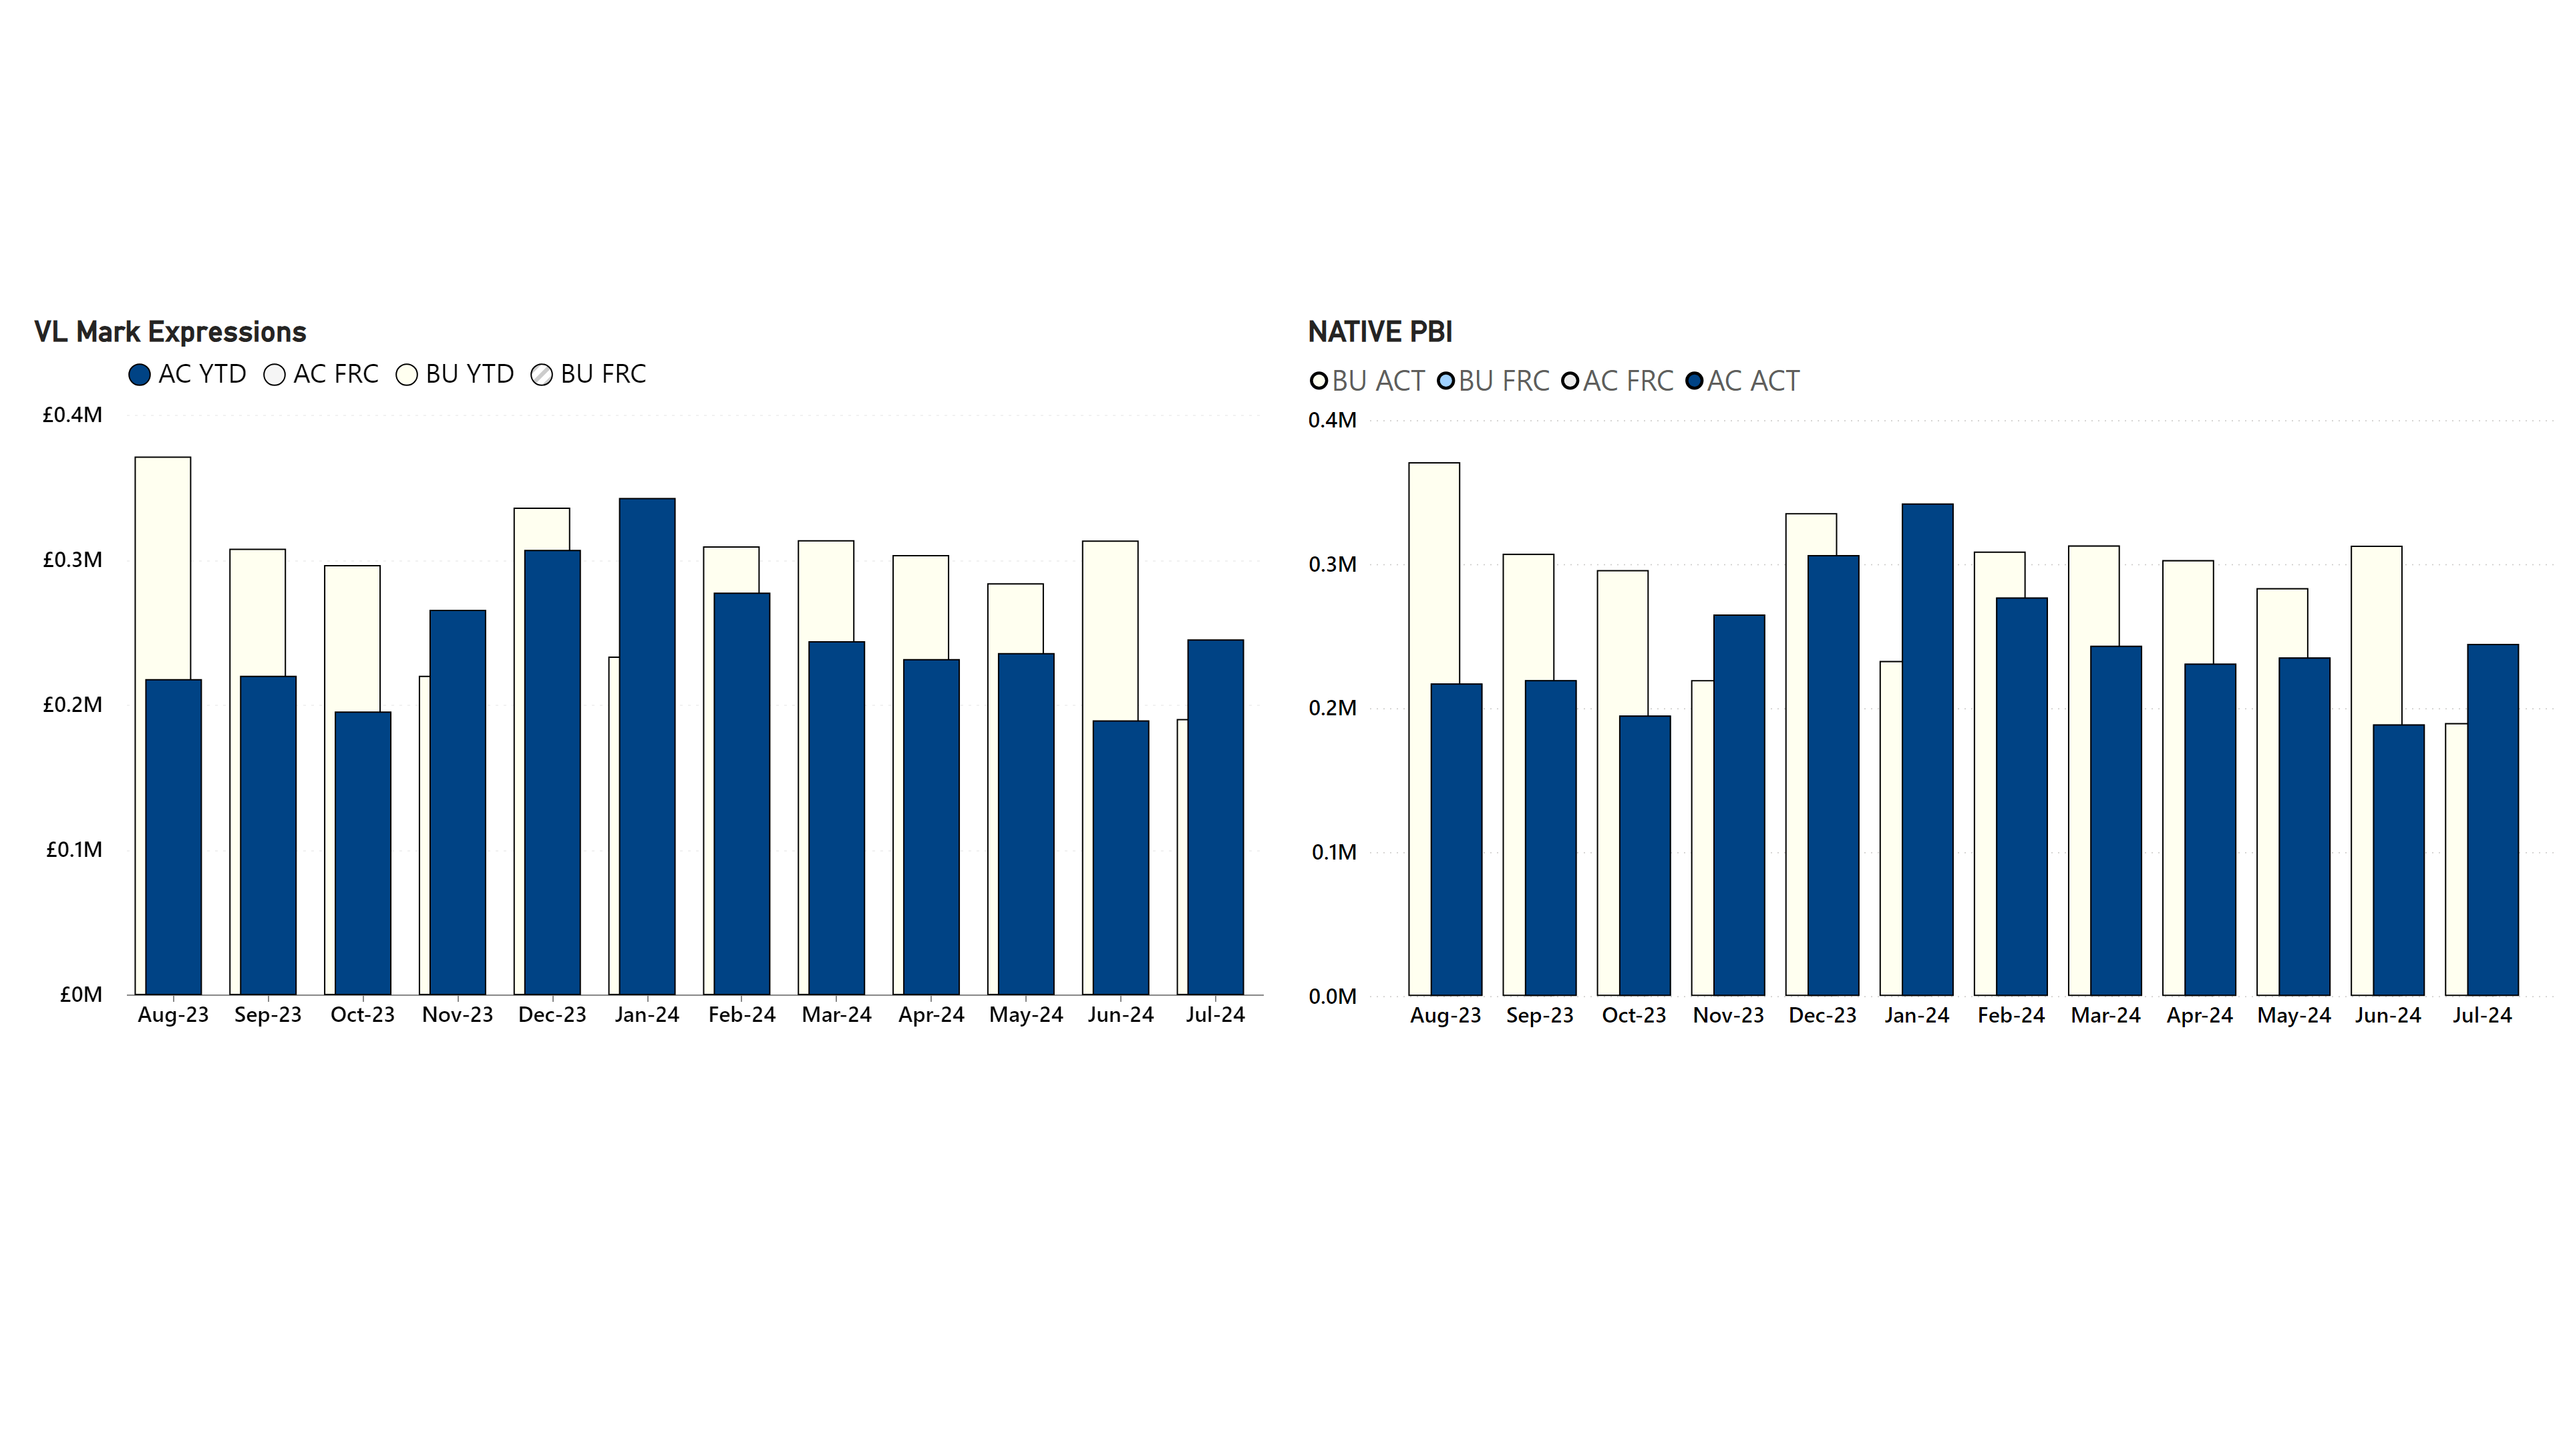 VL Mark Expressions
AC YTD AC FRC BU YTD BU FRC
£0.4M
£0.3M
£0.2M
£0.1M
£0M
Aug-23 Sep-23 Oct-23 Nov-23 Dec-23 Jan-24 Feb-24 Mar-24 Apr-24 May-24 Jun-24 Jul-24
NATIVE PBI
BU ACT BU FRC AC FRC AC ACT
0.4M
0.3M
0.2M
0.1M
0.0M
Aug-23 Sep-23 Oct-23 Nov-23 Dec-23 Jan-24 Feb-24 Mar-24 Apr-24 May-24 Jun-24 Jul-24